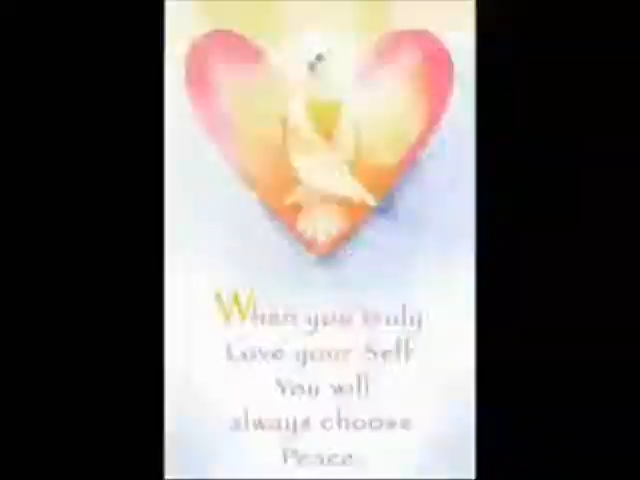 When you truly
Love your Self
You will
always choose
Peace.